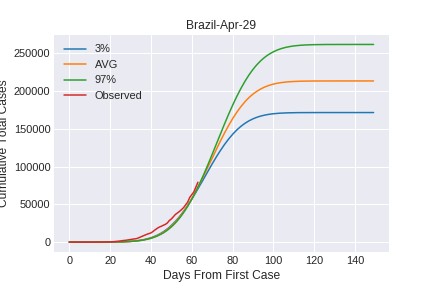 Brazil-Apr-29
3%
AVG
97%
Observed
250000
200000
150000
100000
50000
0
Cumulative Total Cases
0 20 40 60 80 100 120 140
Days From First Case